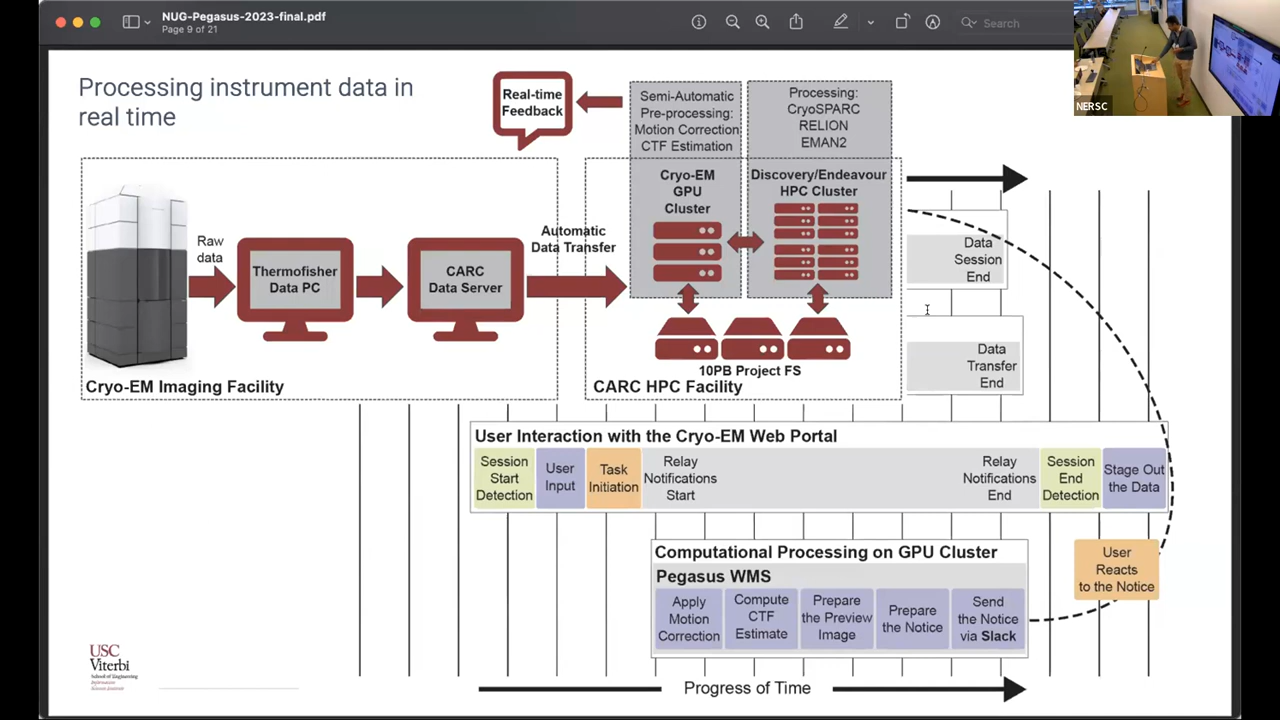 NUG-Pegasus-2023-final.pdf
Page 9 of 21
Search
NERSC
Processing instrument data in
real time
Real-time
Feedback
Semi-Automatic
Pre-processing:
Motion Correction
CTF Estimation
Processing:
CryoSPARC
RELION
EMAN2
Cryo-EM
GPU
Cluster
Discovery/Endeavour
HPC Cluster
Raw
data
Thermofisher
Data PC
CARC
Data Server
Automatic
Data Transfer
10PB Project FS
Cryo-EM Imaging Facility
CARC HPC Facility
Data
Session
End
Data
Transfer
End
User Interaction with the Cryo-EM Web Portal
Session
Start
Detection
User
Input
Task
Initiation
Relay
Notifications
Start
Relay
Notifications
End
Session
End
Detection
Stage Out
the Data
Computational Processing on GPU Cluster
Pegasus WMS
Apply
Motion
Correction
Compute
CTF
Estimate
Prepare
the Preview
Image
Prepare
the Notice
Send
the Notice
via Slack
User
Reacts
to the Notice
USC
Viterbi
School of Engineering
Progress of Time